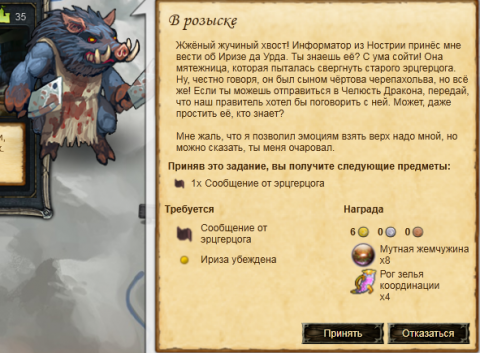 35
В розыске
Жжёный жучиный хвост! Информатор из Нострии принёс мне
вести об Иризе да Урда. Ты знаешь её? С ума сойти! Она
мятежница, которая пыталась свергнуть старого эрцгерцога.
Ну, честно говоря, он был сыном чёртова черепахольва, но всё
же! Если ты можешь отправиться в Челюсть Дракона, передай,
что наш правитель хотел бы поговорить с ней. Может, даже
простить её, кто знает?
Мне жаль, что я позволил эмоциям взять верх надо мной, но
можно сказать, ты меня очаровал.
Приняв это задание, вы получите следующие предметы:
1x Сообщение от эрцгерцога
Требуется
Сообщение от
эрцгерцога
Ириза убеждена
Награда
6 0 0
Мутная жемчужина
x8
Рог зелья
координации
x4
Принять
Отказаться